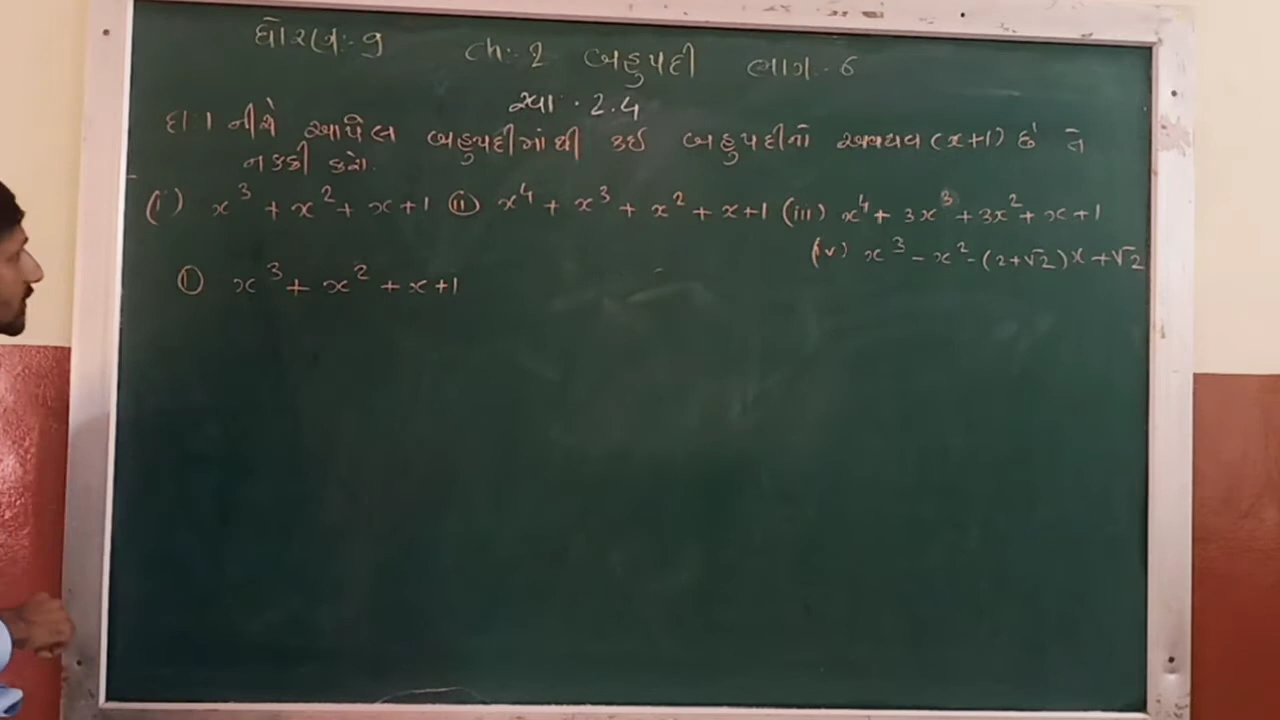 ધોરણ:- 9 Ch:- 2 બહુપદી ભાગ - 6
સ્વા. 2.4
દા 1 નીચે આપેલ બહુપદીમાંથી કઈ બહુપદીનો અવયવ (x+1) છે તે
નક્કી કરો.
(i) x³ + x² + x + 1 (ii) x⁴ + x³ + x² + x + 1 (iii) x⁴ + 3x³ + 3x² + x + 1
(iv) x³ - x² - (2+√2)x + √2
(1) x³ + x² + x + 1